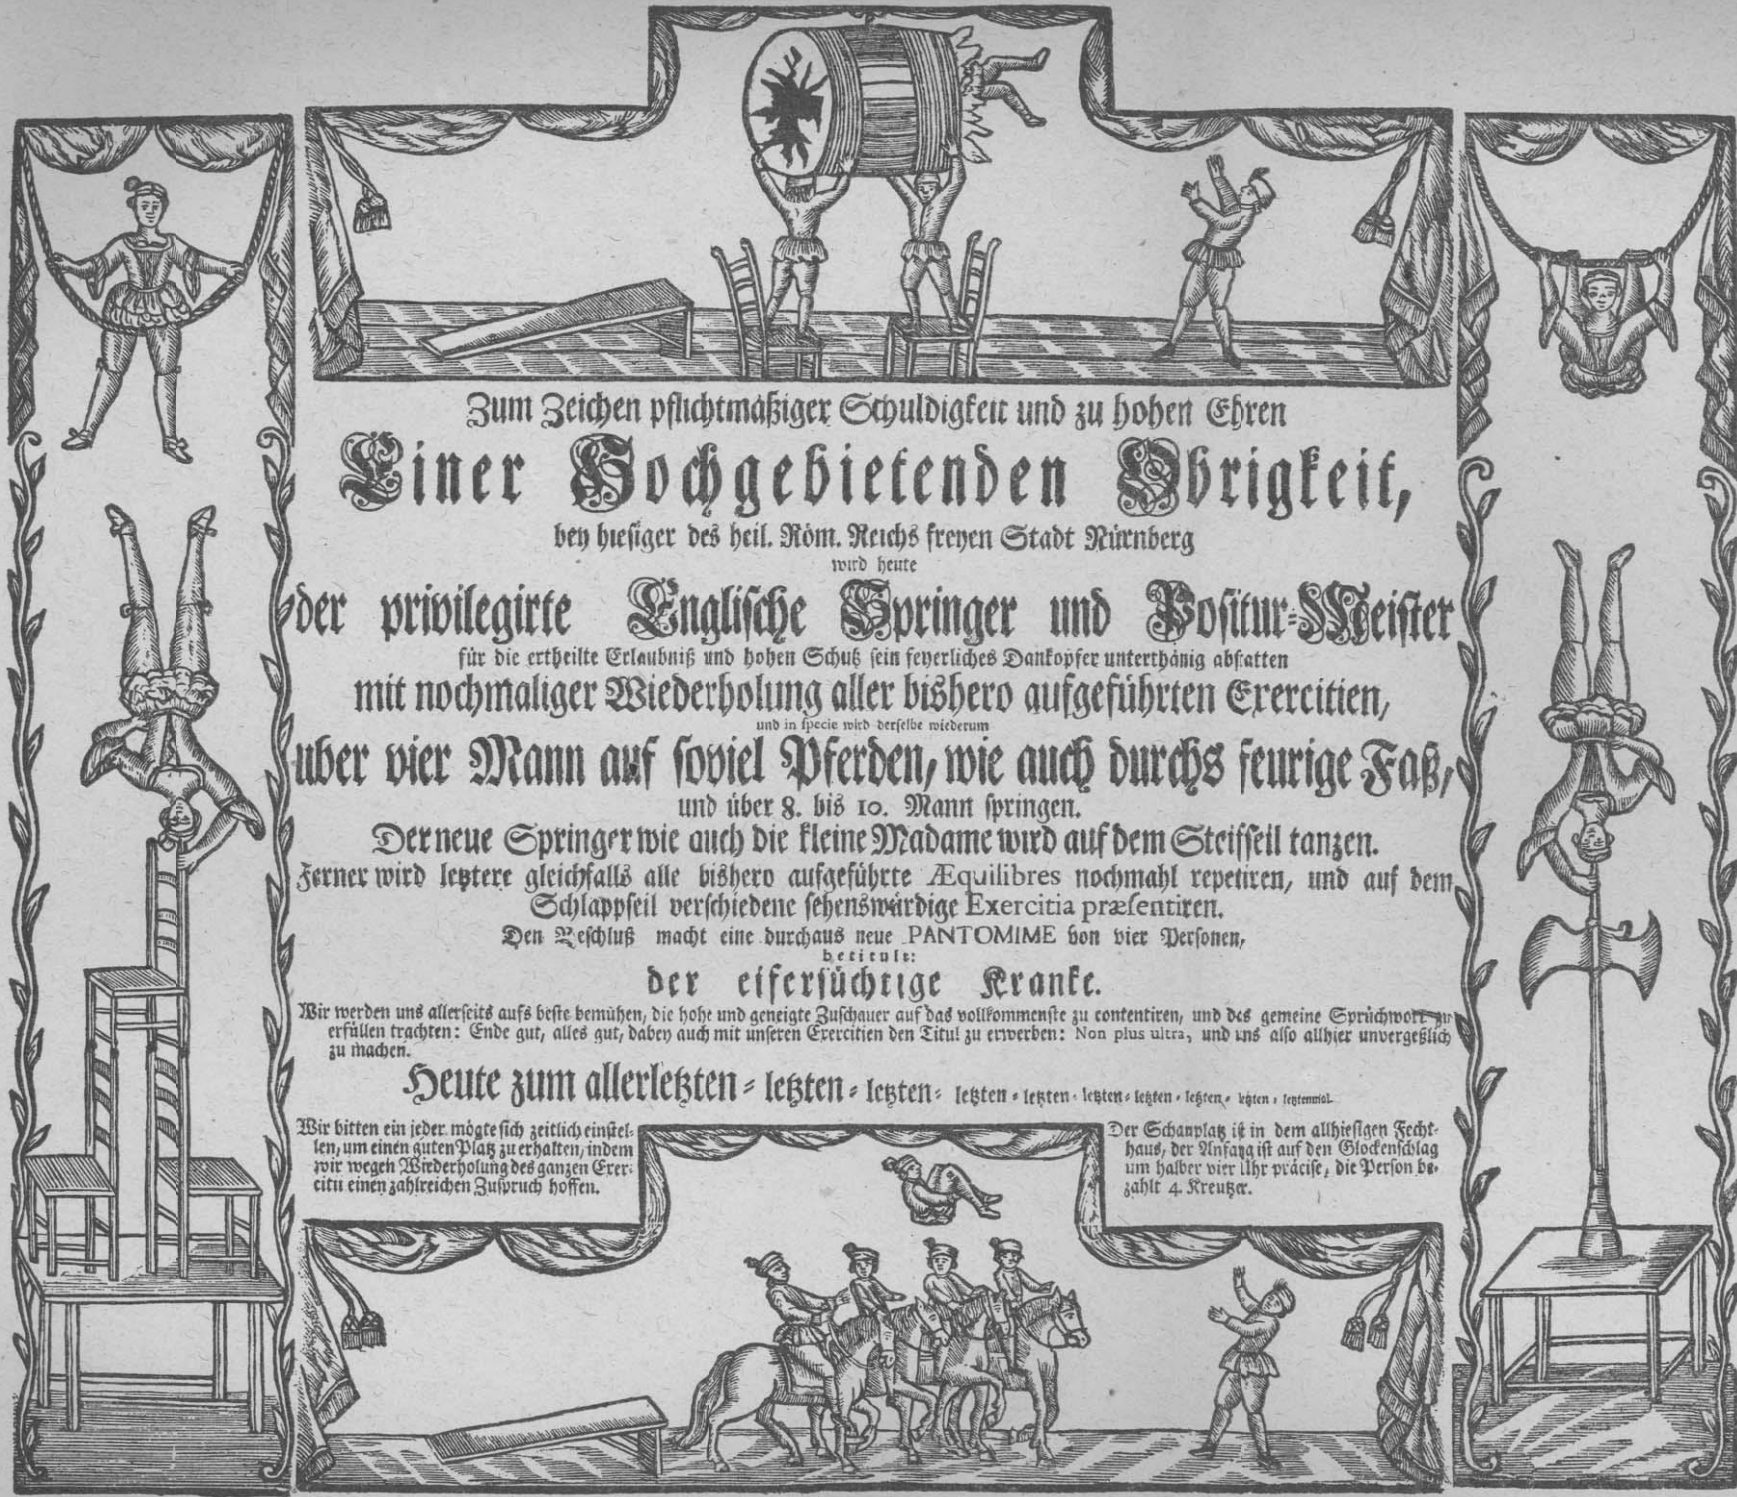 Zum Zeichen pflichtmäßiger Schuldigkeit und zu hohen Ehren
Einer Hochgebietenden Obrigkeit,
bey hiesiger des heil. Röm. Reichs freyen Stadt Nürnberg
wird heute
der privilegirte Englische Springer und Positur-Meister
für die ertheilte Erlaubniß und hohen Schutz sein feyerliches Dankopfer unterthänig abstatten
mit nochmaliger Wiederholung aller bishero aufgeführten Exercitien,
und in specie wird derselbe wiederum
uber vier Mann auf soviel Pferden, wie auch durchs feurige Faß,
und über 8. bis 10. Mann springen.
Der neue Springer wie auch die kleine Madame wird auf dem Steifseil tanzen.
Ferner wird letztere gleichfalls alle bishero aufgeführte Æquilibres nochmahl repetiren, und auf dem
Schlappseil verschiedene sehenswürdige Exercitia præsentiren.
Den Beschluß macht eine durchaus neue PANTOMIME von vier Personen,
betitult:
der eifersüchtige Kranke.
Wir werden uns allerseits aufs beste bemühen, die hohe und geneigte Zuschauer auf das vollkommenste zu contentiren, und das gemeine Sprüchwort zu
erfüllen trachten: Ende gut, alles gut, dabey auch mit unseren Exercitien den Titul zu erwerben: Non plus ultra, und uns also allhier unvergeßlich
zu machen.
Heute zum allerletzten- letzten- letzten- letzten- letzten- letzten- letzten- letzten- letzten- letztenmal.
Wir bitten ein jeder mögte sich zeitlich einstel-
len, um einen guten Platz zu erhalten, indem
wir wegen Wiederholung des ganzen Exer-
citii einen zahlreichen Zuspruch hoffen.
Der Schauplatz ist in dem allhiesigen Fecht-
haus, der Anfang ist auf den Glockenschlag
um halber vier Uhr präcise, die Person be-
zahlt 4. Kreutzer.